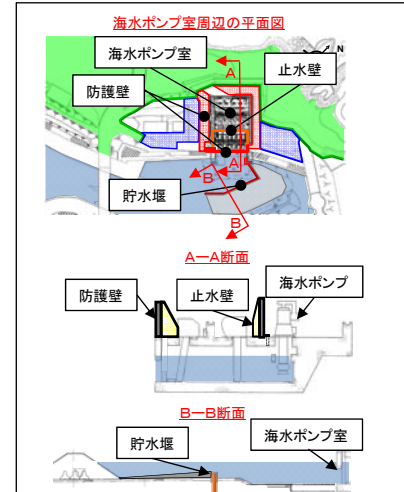 海水ポンプ室周辺の平面図
海水ポンプ室
止水壁
防護壁
N
A
A
B
B
貯水堰
A－A断面
防護壁
止水壁
海水ポンプ
B－B断面
貯水堰
海水ポンプ室